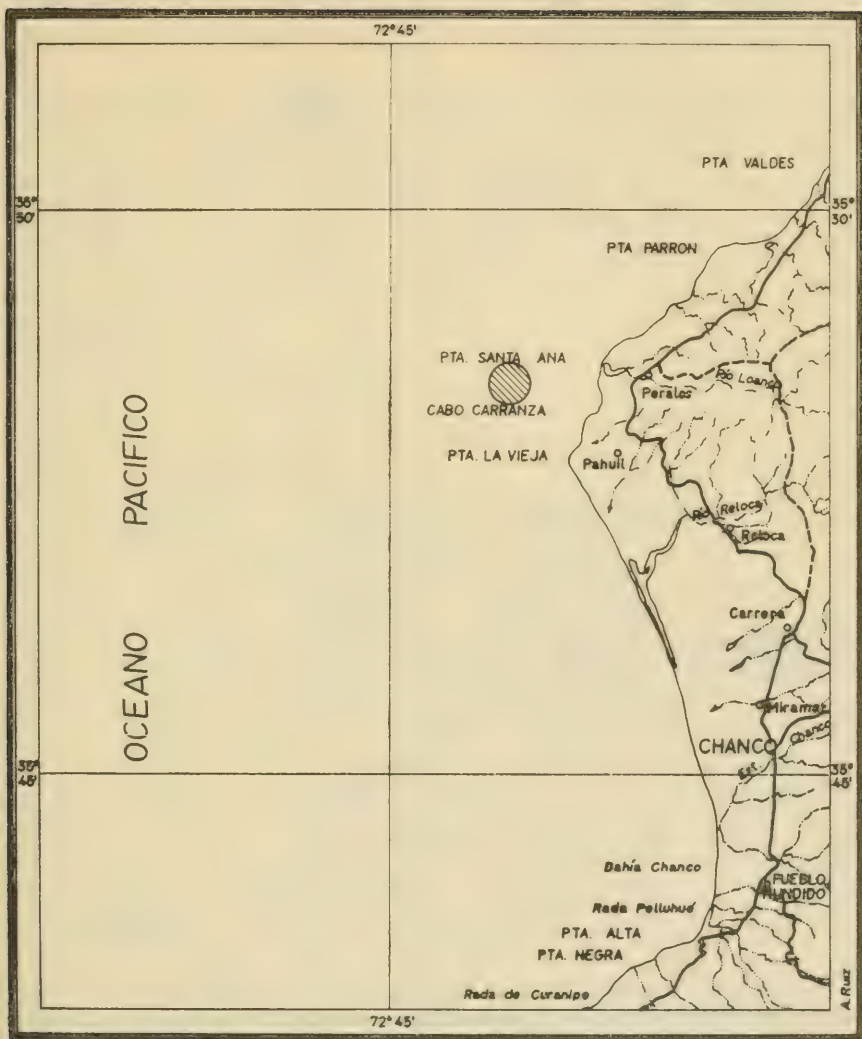 72°45'
PTA VALDES
35°
30'
35°
30'
PTA PARRON
PTA. SANTA ANA
Río Loanco
Perales
CABO CARRANZA
PTA. LA VIEJA
Pahuil
OCEANO PACIFICO
Río Reloca
Reloca
Carrepa
Miramar
CHANCO
Est. Chanco
35°
45'
35°
45'
Bahía Chanco
PUEBLO
HUNDIDO
Rada Pelluhué
PTA. ALTA
PTA. NEGRA
Rada de Curanipe
A. Ruiz
72°45'